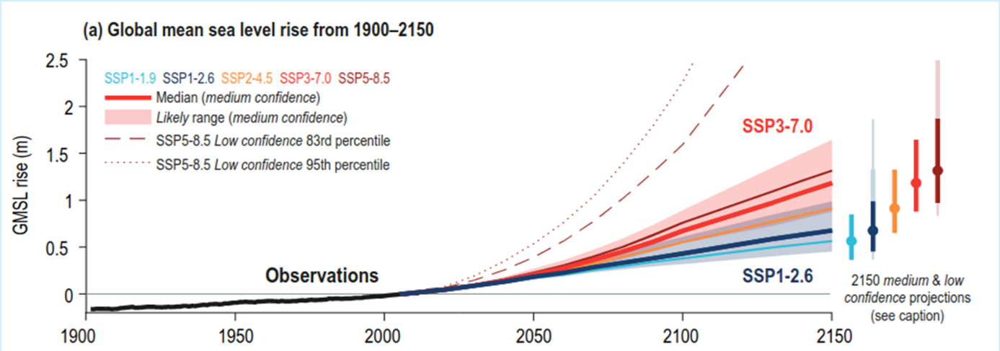 (a) Global mean sea level rise from 1900–2150
2.5
SSP1-1.9 SSP1-2.6 SSP2-4.5 SSP3-7.0 SSP5-8.5
Median (medium confidence)
2
Likely range (medium confidence)
SSP3-7.0
SSP5-8.5 Low confidence 83rd percentile
1.5
SSP5-8.5 Low confidence 95th percentile
GMSL rise (m)
1
0.5
Observations
SSP1-2.6
2150 medium & low
confidence projections
(see caption)
0
1900 1950 2000 2050 2100 2150